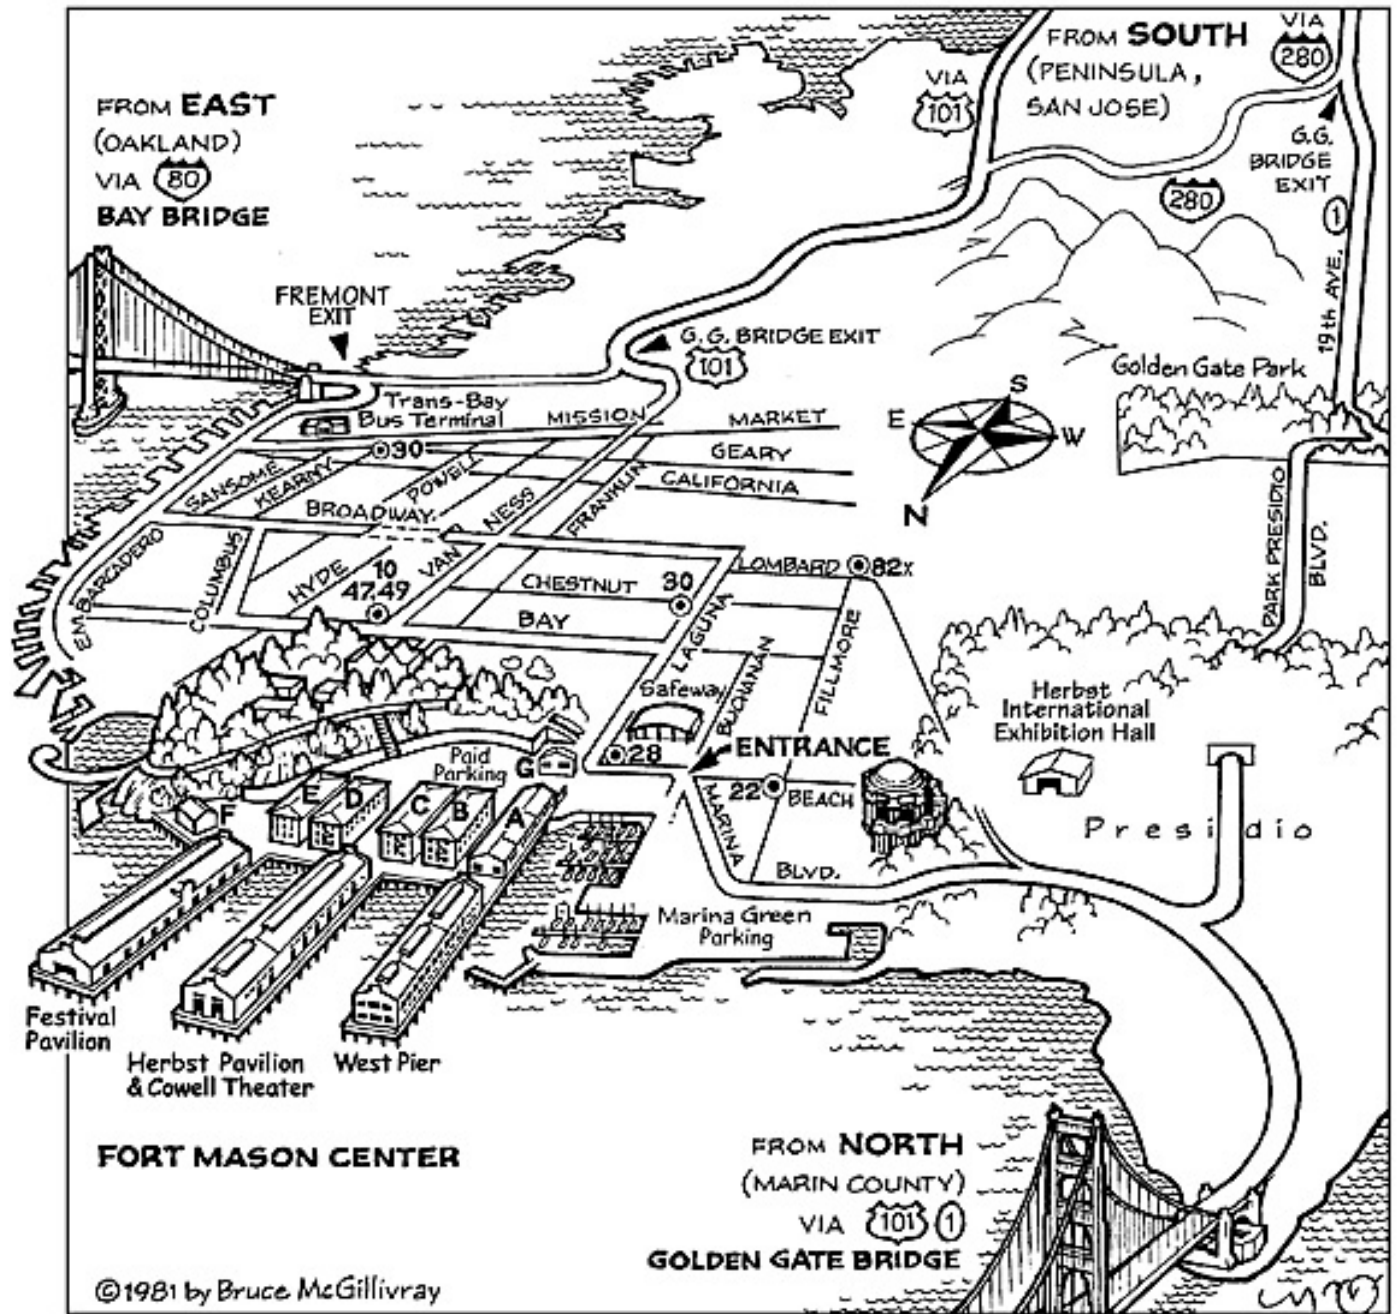 FROM EAST
(OAKLAND)
VIA 80
BAY BRIDGE
FREMONT
EXIT
VIA
101
FROM SOUTH
(PENINSULA,
SAN JOSE)
VIA
280
G.G.
BRIDGE
EXIT
280
1
19th AVE.
G.G. BRIDGE EXIT
101
Golden Gate Park
Trans-Bay
Bus Terminal
MISSION
MARKET
GEARY
CALIFORNIA
30
SANSOME
KEARNY
POWELL
BROADWAY
VAN NESS
FRANKLIN
E
S
W
N
EMBARCADERO
COLUMBUS
HYDE
10
47,49
CHESTNUT
30
BAY
LOMBARD
82X
LAGUNA
BUCHANAN
FILLMORE
PARK PRESIDIO
BLVD.
Safeway
28
ENTRANCE
22
BEACH
MARINA
BLVD.
Herbst
International
Exhibition Hall
Presidio
Paid
Parking
G
F
E
D
C
B
A
Marina Green
Parking
Festival
Pavilion
Herbst Pavilion
& Cowell Theater
West Pier
FORT MASON CENTER
FROM NORTH
(MARIN COUNTY)
VIA 101 1
GOLDEN GATE BRIDGE
©1981 by Bruce McGillivray